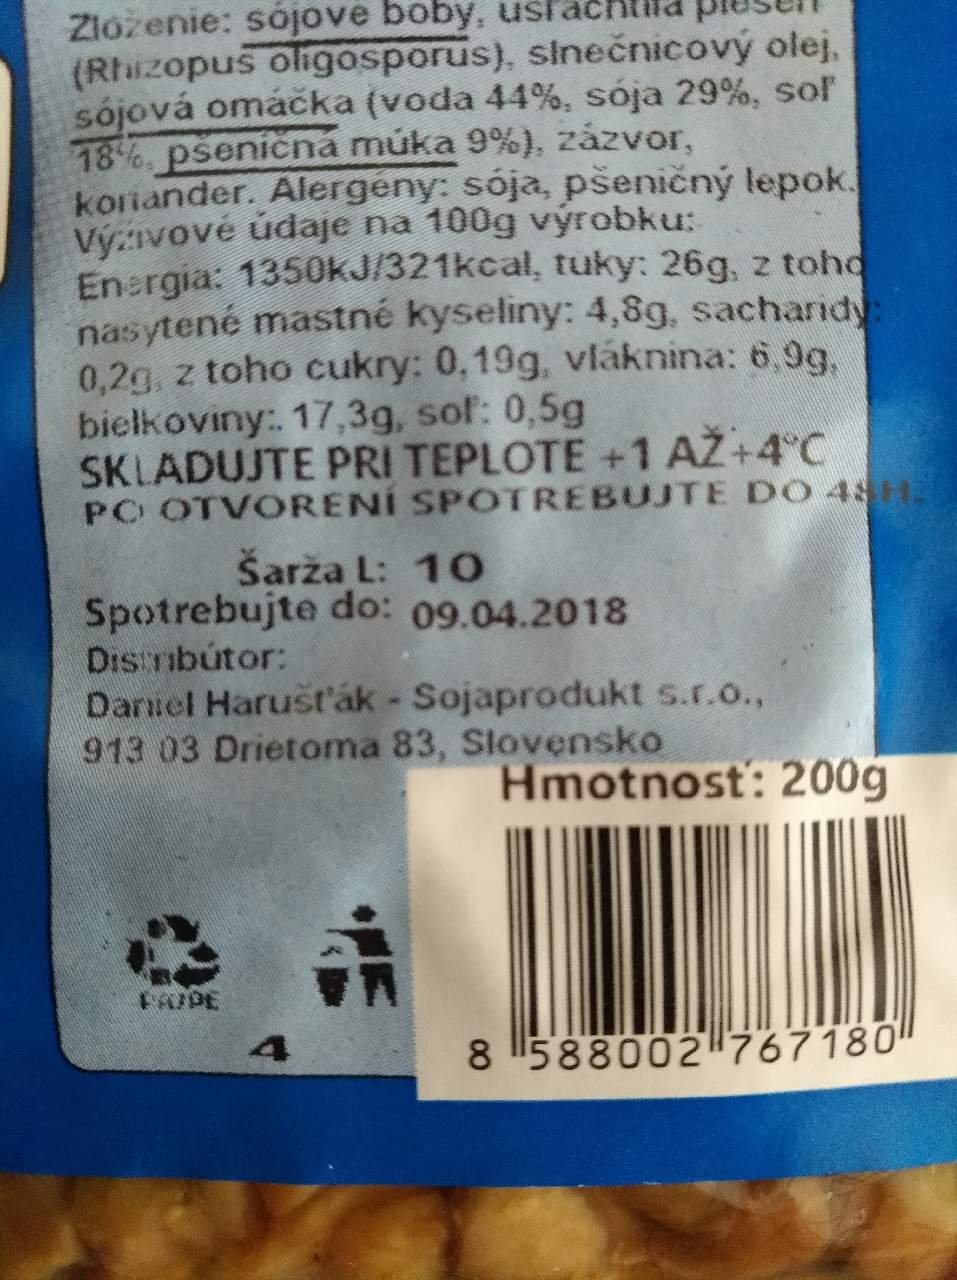 Zloženie: sójové boby, ušľachtilá pleseň
(Rhizopus oligosporus), slnečnicový olej,
sójová omáčka (voda 44%, sója 29%, soľ
18%, pšeničná múka 9%), zázvor,
koriander. Alergény: sója, pšeničný lepok.
Výživové údaje na 100g výrobku:
Energia: 1350kJ/321kcal, tuky: 26g, z toho
nasytené mastné kyseliny: 4,8g, sacharidy:
0,2g, z toho cukry: 0,19g, vláknina: 6,9g,
bielkoviny: 17,3g, soľ: 0,5g
SKLADUJTE PRI TEPLOTE +1 AŽ +4°C
PO OTVORENÍ SPOTREBUJTE DO 48H.
Šarža L: 10
Spotrebujte do: 09.04.2018
Distribútor:
Daniel Harušťák - Sojaprodukt s.r.o.,
913 03 Drietoma 83, Slovensko
Hmotnosť: 200g
PA/PE
4
8 588002 767180